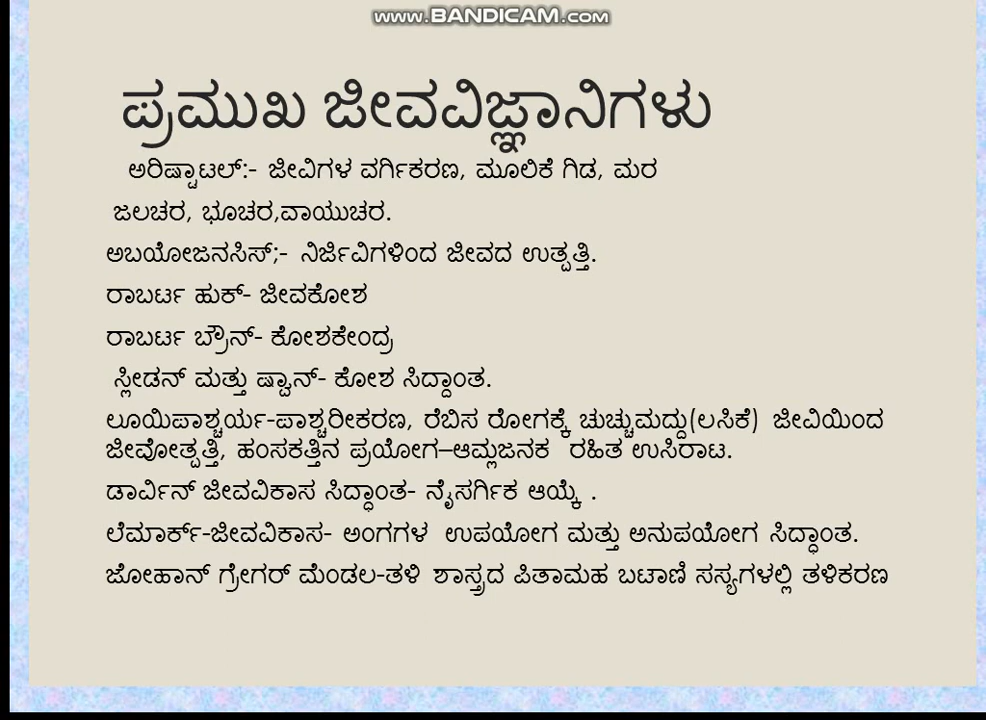 www.BANDICAM.com
ಪ್ರಮುಖ ಜೀವವಿಜ್ಞಾನಿಗಳು
ಅರಿಷ್ಟಾಟಲ್:- ಜೀವಿಗಳ ವರ್ಗಿಕರಣ, ಮೂಲಿಕೆ ಗಿಡ, ಮರ
ಜಲಚರ, ಭೂಚರ,ವಾಯುಚರ.
ಅಬಯೋಜನಸಿಸ್;- ನಿರ್ಜಿವಿಗಳಿಂದ ಜೀವದ ಉತ್ಪತ್ತಿ.
ರಾಬರ್ಟ ಹುಕ್- ಜೀವಕೋಶ
ರಾಬರ್ಟ ಬ್ರೌನ್- ಕೋಶಕೇಂದ್ರ
ಸ್ಲೀಡನ್ ಮತ್ತು ಷ್ವಾನ್- ಕೋಶ ಸಿದ್ದಾಂತ.
ಲೂಯಿಪಾಶ್ಚರ್ಯ-ಪಾಶ್ಚರೀಕರಣ, ರೆಬಿಸ ರೋಗಕ್ಕೆ ಚುಚ್ಚುಮದ್ದು(ಲಸಿಕೆ) ಜೀವಿಯಿಂದ
ಜೀವೋತ್ಪತ್ತಿ, ಹಂಸಕತ್ತಿನ ಪ್ರಯೋಗ–ಆಮ್ಲಜನಕ ರಹಿತ ಉಸಿರಾಟ.
ಡಾರ್ವಿನ್ ಜೀವವಿಕಾಸ ಸಿದ್ಧಾಂತ- ನೈಸರ್ಗಿಕ ಆಯ್ಕೆ .
ಲೆಮಾರ್ಕ್-ಜೀವವಿಕಾಸ- ಅಂಗಗಳ ಉಪಯೋಗ ಮತ್ತು ಅನುಪಯೋಗ ಸಿದ್ಧಾಂತ.
ಜೋಹಾನ್ ಗ್ರೇಗರ್ ಮೆಂಡಲ-ತಳಿ ಶಾಸ್ತ್ರದ ಪಿತಾಮಹ ಬಟಾಣಿ ಸಸ್ಯಗಳಲ್ಲಿ ತಳಿಕರಣ